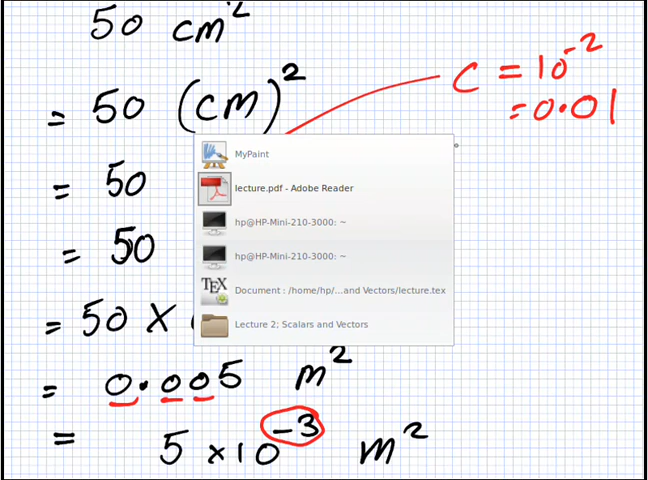 50 cm²
= 50 (cm)²
c = 10⁻²
= 0.01
= 50
= 50
= 50 ×
= 0.005 m²
= 5 × 10⁻³ m²
MyPaint
lecture.pdf - Adobe Reader
hp@HP-Mini-210-3000: ~
hp@HP-Mini-210-3000: ~
TEX
Document : /home/hp/...and Vectors/lecture.tex
Lecture 2; Scalars and Vectors